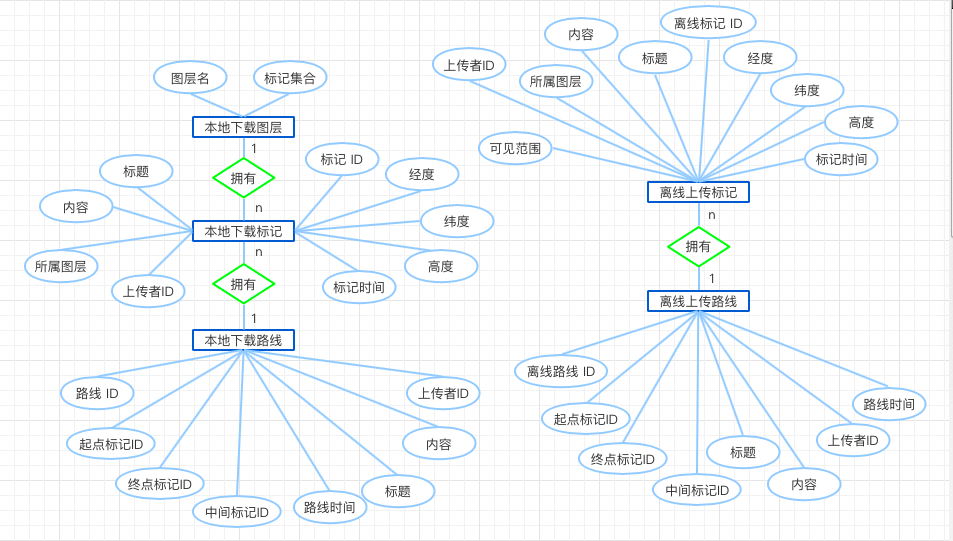 图层名
标记集合
本地下载图层
1
拥有
n
标题
标记 ID
经度
内容
纬度
本地下载标记
所属图层
上传者ID
标记时间
高度
n
拥有
1
本地下载路线
路线 ID
上传者ID
起点标记ID
内容
终点标记ID
标题
中间标记ID
路线时间
离线标记 ID
内容
标题
经度
上传者ID
所属图层
纬度
高度
可见范围
标记时间
离线上传标记
n
拥有
1
离线上传路线
离线路线 ID
路线时间
起点标记ID
上传者ID
终点标记ID
标题
中间标记ID
内容